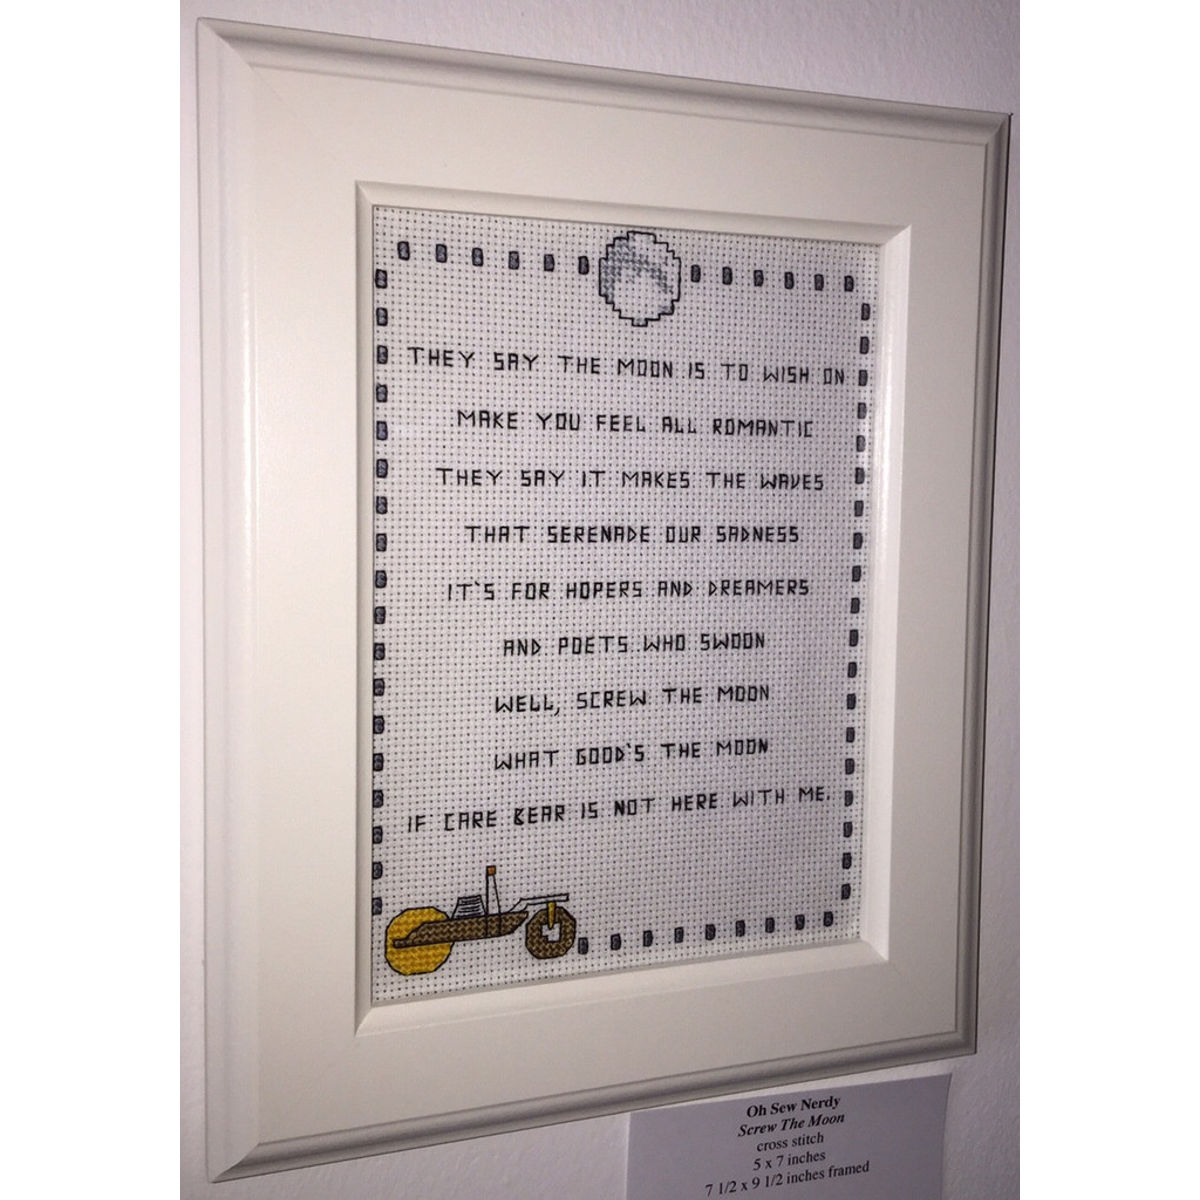 THEY SAY THE MOON IS TO WISH ON
MAKE YOU FEEL ALL ROMANTIC
THEY SAY IT MAKES THE WAVES
THAT SERENADE OUR SADNESS
IT'S FOR HOPERS AND DREAMERS
AND POETS WHO SWOON
WELL, SCREW THE MOON
WHAT GOOD'S THE MOON
IF CARE BEAR IS NOT HERE WITH ME.
Oh Sew Nerdy
Screw The Moon
cross stitch
5 x 7 inches
7 1/2 x 9 1/2 inches framed